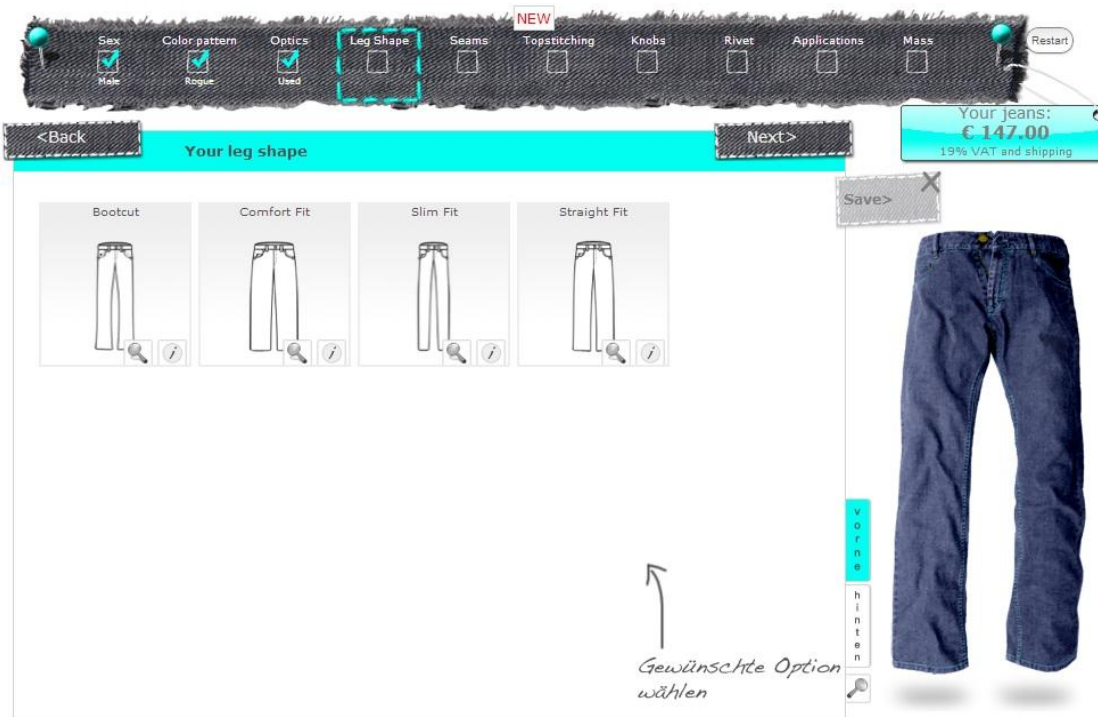 NEW
Sex Color pattern Optics Leg Shape Seams Topstitching Knobs Rivet Applications Mass
Restart
Male Rogue Used
Your jeans:
€ 147.00
19% VAT and shipping
<Back
Next>
Your leg shape
Save>
Bootcut Comfort Fit Slim Fit Straight Fit
i i i i
vorne
hinten
Gewünschte Option
wählen